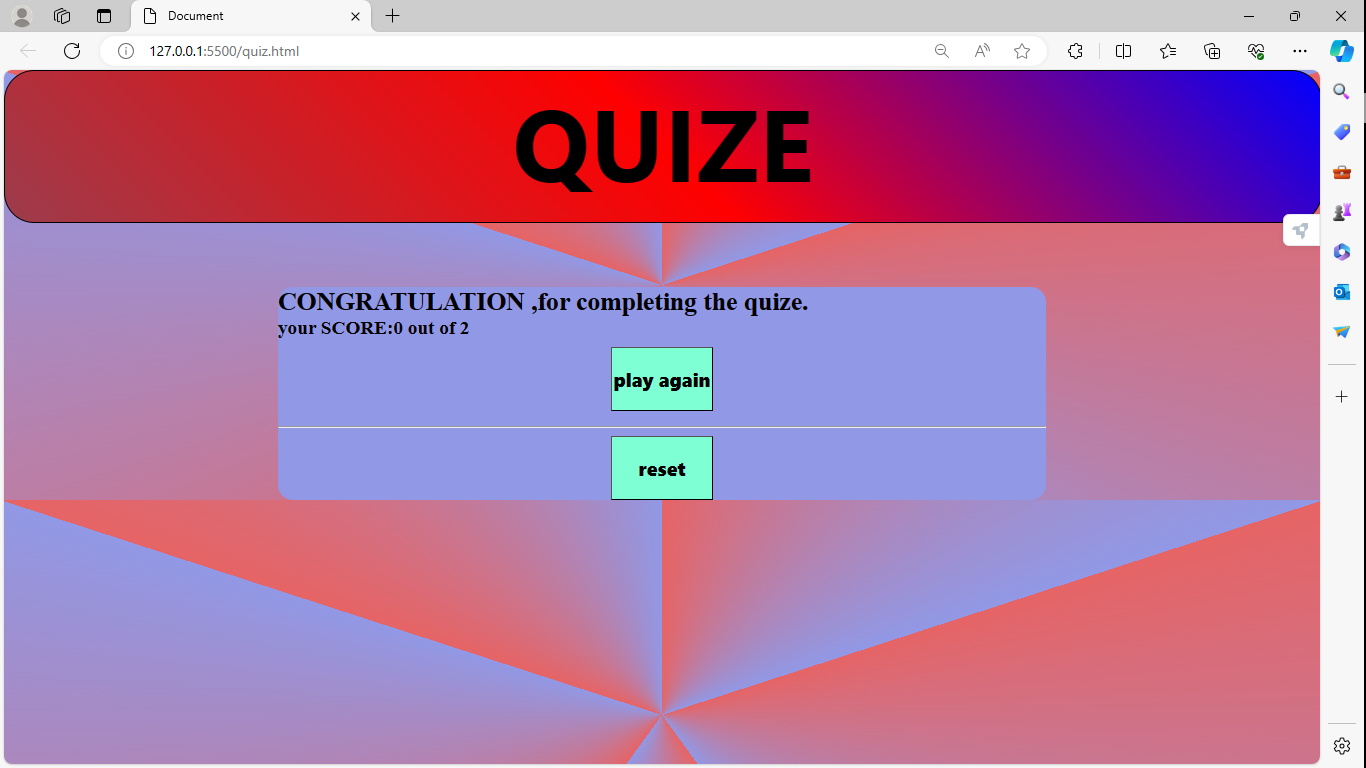 Document
127.0.0.1:5500/quiz.html
QUIZE
CONGRATULATION ,for completing the quize.
your SCORE:0 out of 2
play again
reset